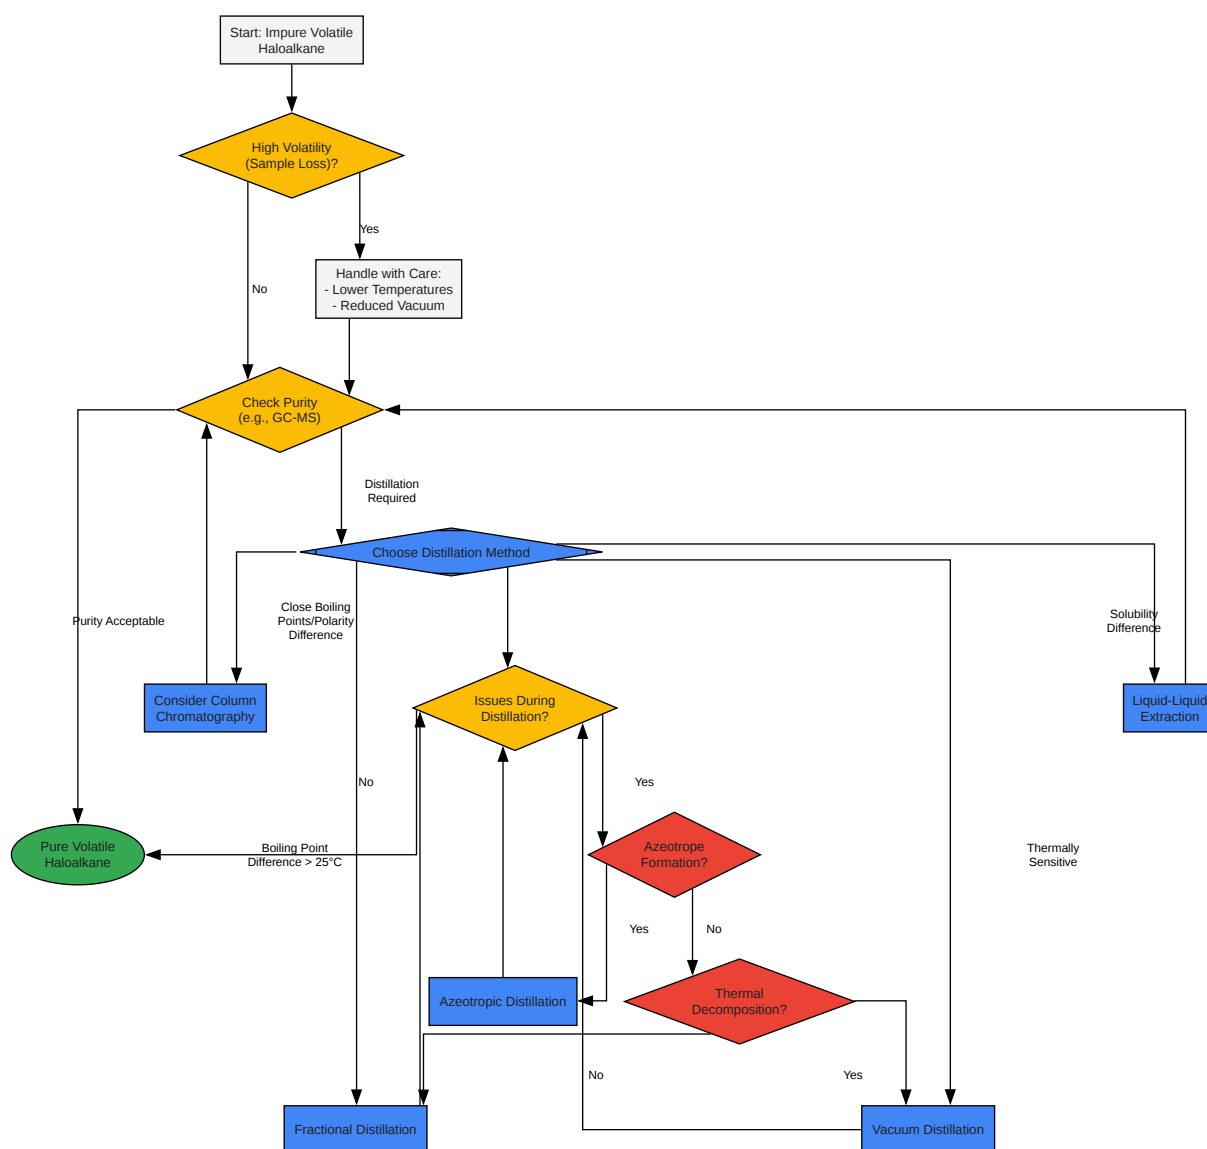 Start: Impure Volatile
Haloalkane
High Volatility
(Sample Loss)?
Yes
No
Handle with Care:
- Lower Temperatures
- Reduced Vacuum
Check Purity
(e.g., GC-MS)
Distillation
Required
Choose Distillation Method
Purity Acceptable
Close Boiling
Points/Polarity
Difference
Solubility
Difference
Consider Column
Chromatography
Issues During
Distillation?
Liquid-Liquid
Extraction
No
Yes
Pure Volatile
Haloalkane
Boiling Point
Difference > 25°C
Azeotrope
Formation?
Thermally
Sensitive
Yes
No
Azeotropic Distillation
Thermal
Decomposition?
No
Yes
Fractional Distillation
Vacuum Distillation